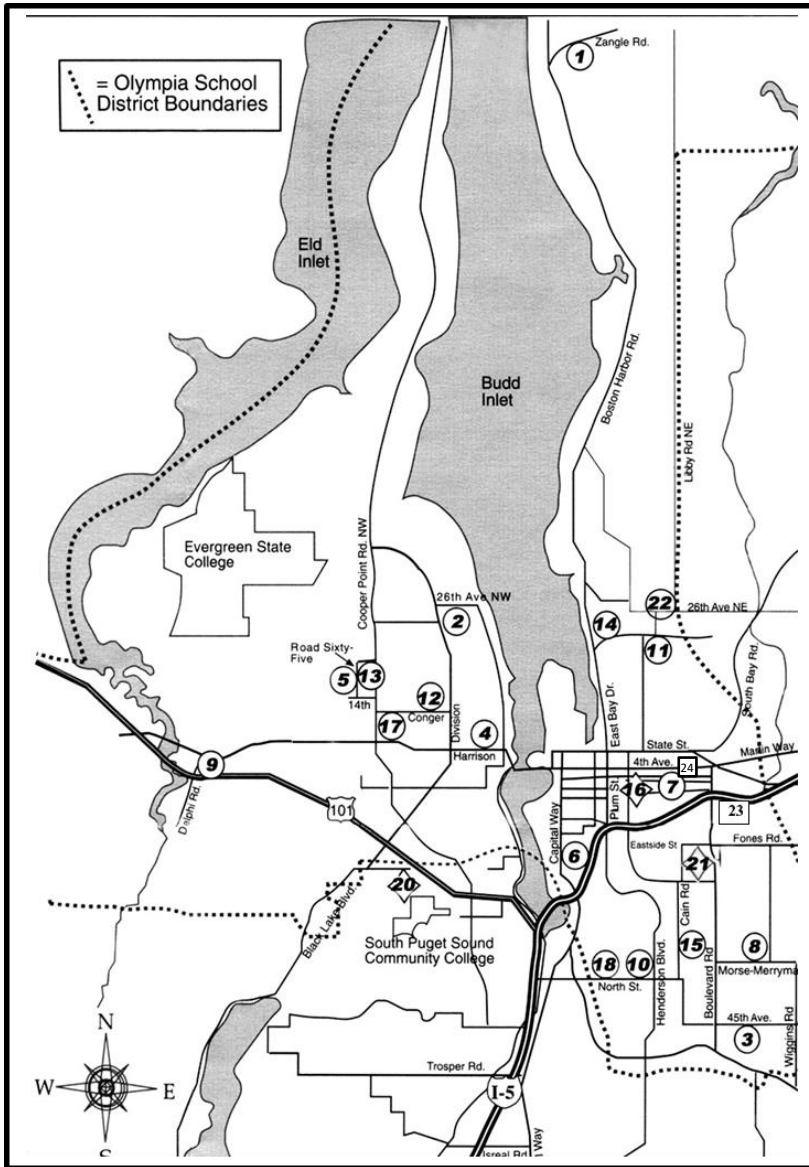 Zangle Rd.
1
= Olympia School
District Boundaries
Eld
Inlet
Budd
Inlet
Boston Harbor Rd.
Libby Rd NE
Evergreen State
College
Cooper Point Rd. NW
26th Ave NW
2
22
26th Ave NE
14
11
Road Sixty-
Five
5
13
14th
12
Conger
17
Division
4
Harrison
East Bay Dr.
South Bay Rd.
State St.
Martin Way
4th Ave.
24
9
Delphi Rd.
101
Capital Way
Plum St.
16
7
23
6
Eastside St
Fones Rd.
21
20
Black Lake Blvd.
South Puget Sound
Community College
Cain Rd
15
Boulevard Rd
8
Morse-Merryma
18
10
North St.
Henderson Blvd.
45th Ave.
3
Wiggins Rd
N
W
E
S
Trosper Rd.
I-5
Isreal Rd.
Way